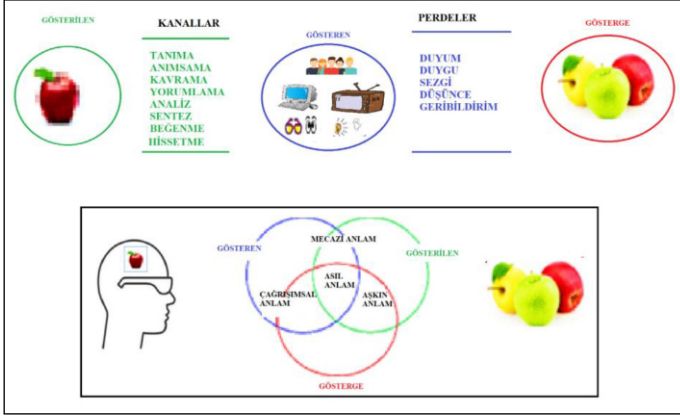 GÖSTERİLEN
KANALLAR
TANIMA
ANIMSAMA
KAVRAMA
YORUMLAMA
ANALİZ
SENTEZ
BEĞENME
HİSSETME
GÖSTEREN
PERDELER
DUYUM
DUYGU
SEZGİ
DÜŞÜNCE
GERİBİLDİRİM
GÖSTERGE
GÖSTEREN
MECAZİ ANLAM
GÖSTERİLEN
ASIL
ANLAM
ÇAĞRIŞIMSAL
ANLAM
AŞKIN
ANLAM
GÖSTERGE